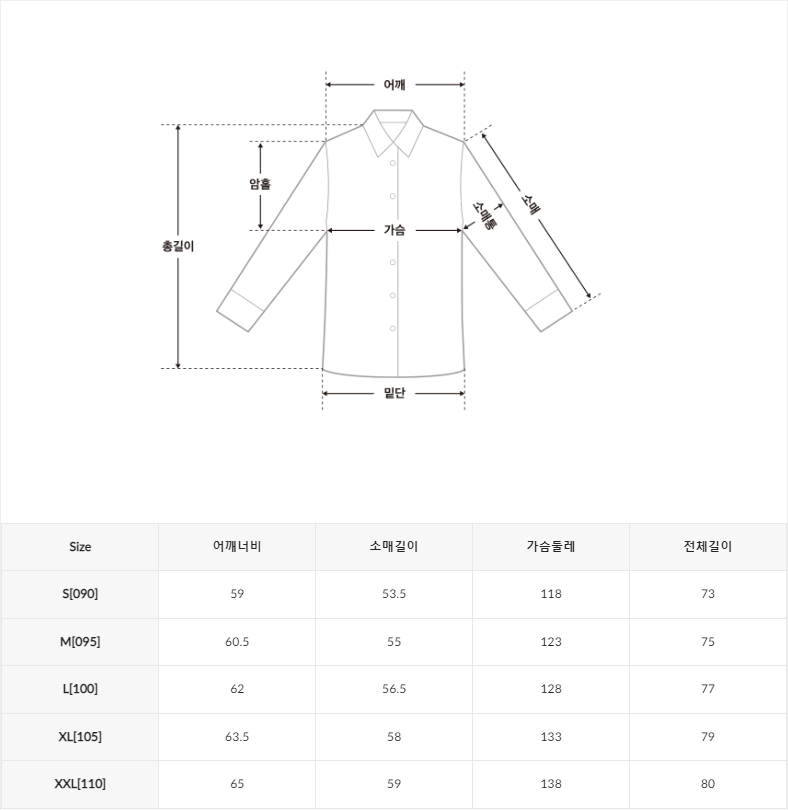 어깨
암홀
소매
소매통
가슴
총길이
밑단
Size 어깨너비 소매길이 가슴둘레 전체길이
S[090] 59 53.5 118 73
M[095] 60.5 55 123 75
L[100] 62 56.5 128 77
XL[105] 63.5 58 133 79
XXL[110] 65 59 138 80